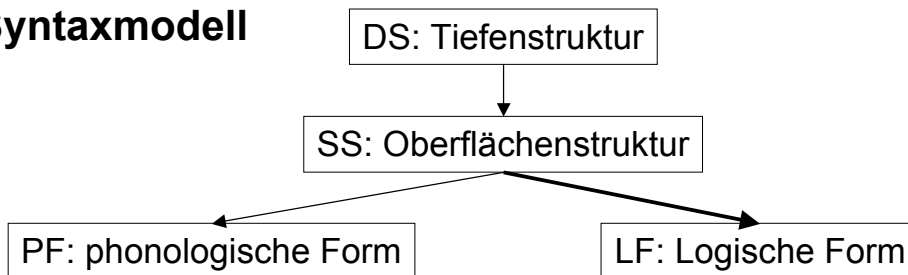 yntaxmodell
DS: Tiefenstruktur
SS: Oberflächenstruktur
PF: phonologische Form
LF: Logische Form